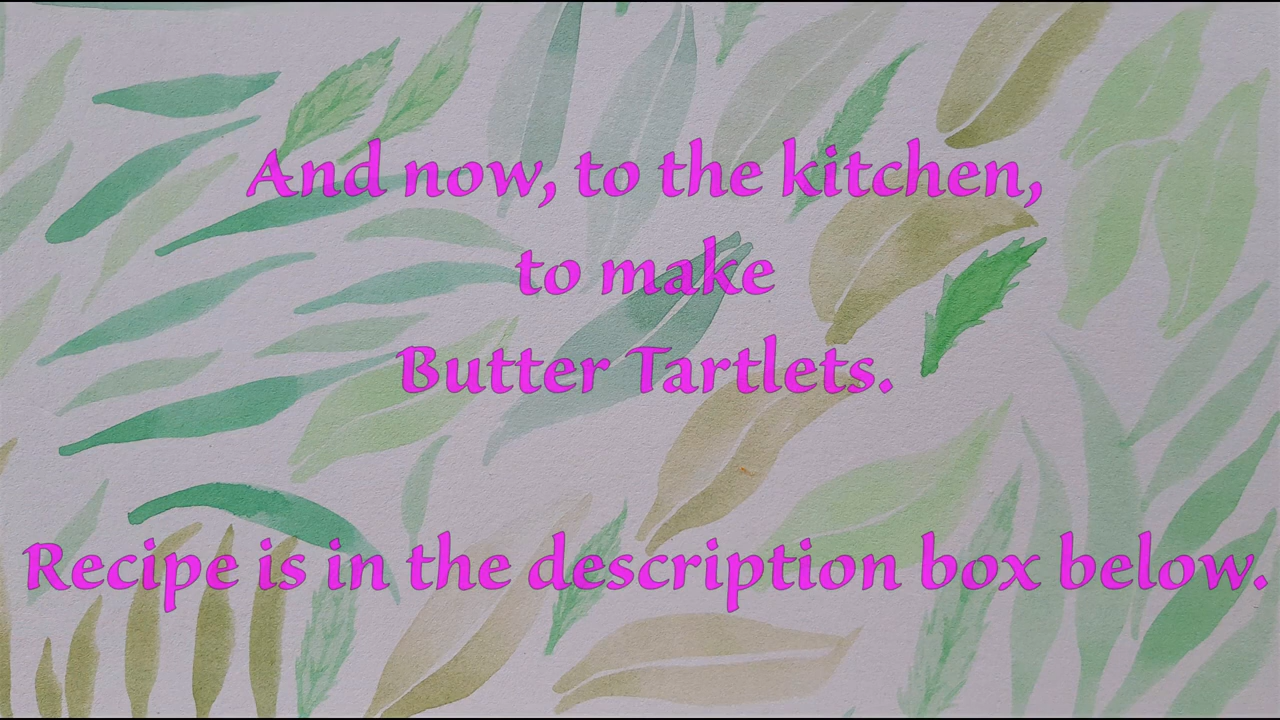 And now, to the kitchen,
to make
Butter Tartlets.
Recipe is in the description box below.